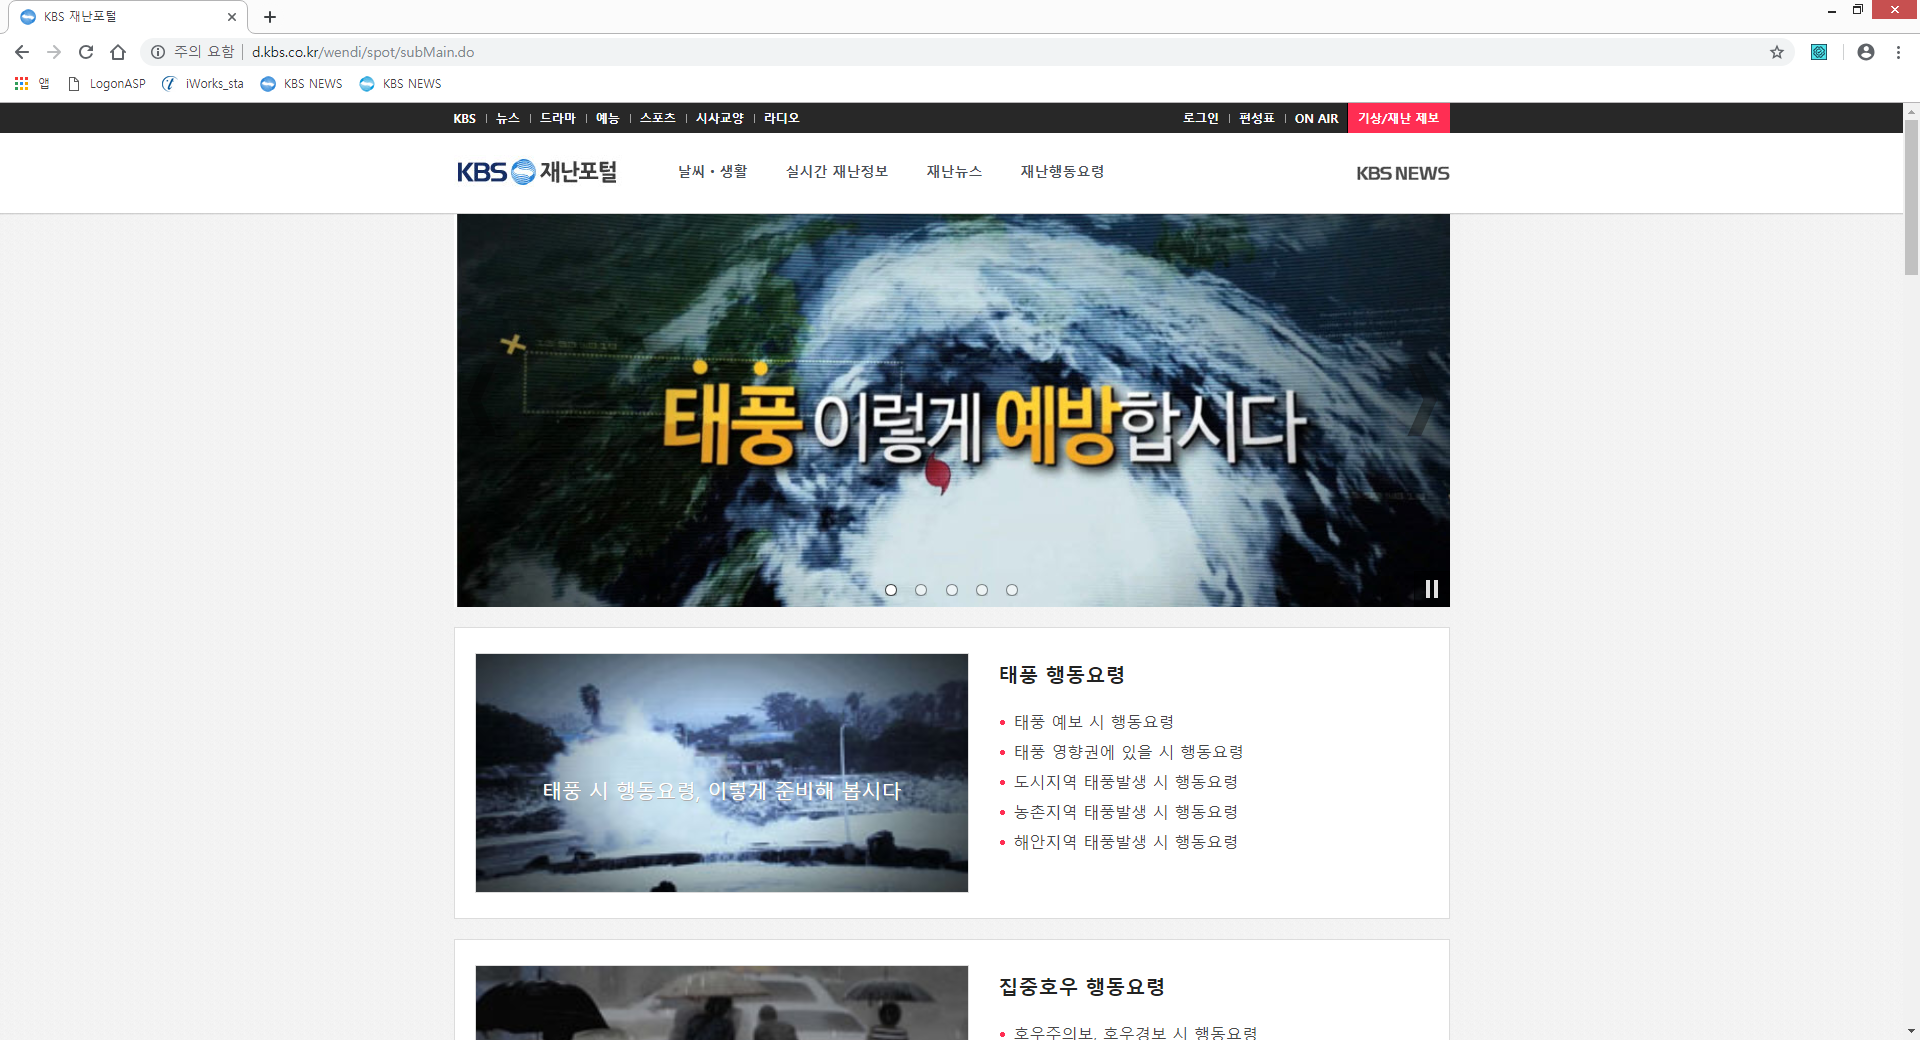 KBS 재난포털
주의 요함 d.kbs.co.kr/wendi/spot/subMain.do
앱 LogonASP iWorks_sta KBS NEWS KBS NEWS
KBS 뉴스 드라마 예능 스포츠 시사교양 라디오 로그인 편성표 ON AIR 기상/재난 제보
KBS 재난포털 날씨·생활 실시간 재난정보 재난뉴스 재난행동요령 KBS NEWS
태풍 이렇게 예방합시다
태풍 시 행동요령, 이렇게 준비해 봅시다
태풍 행동요령
태풍 예보 시 행동요령
태풍 영향권에 있을 시 행동요령
도시지역 태풍발생 시 행동요령
농촌지역 태풍발생 시 행동요령
해안지역 태풍발생 시 행동요령
집중호우 행동요령
호우주의보, 호우경보 시 행동요령